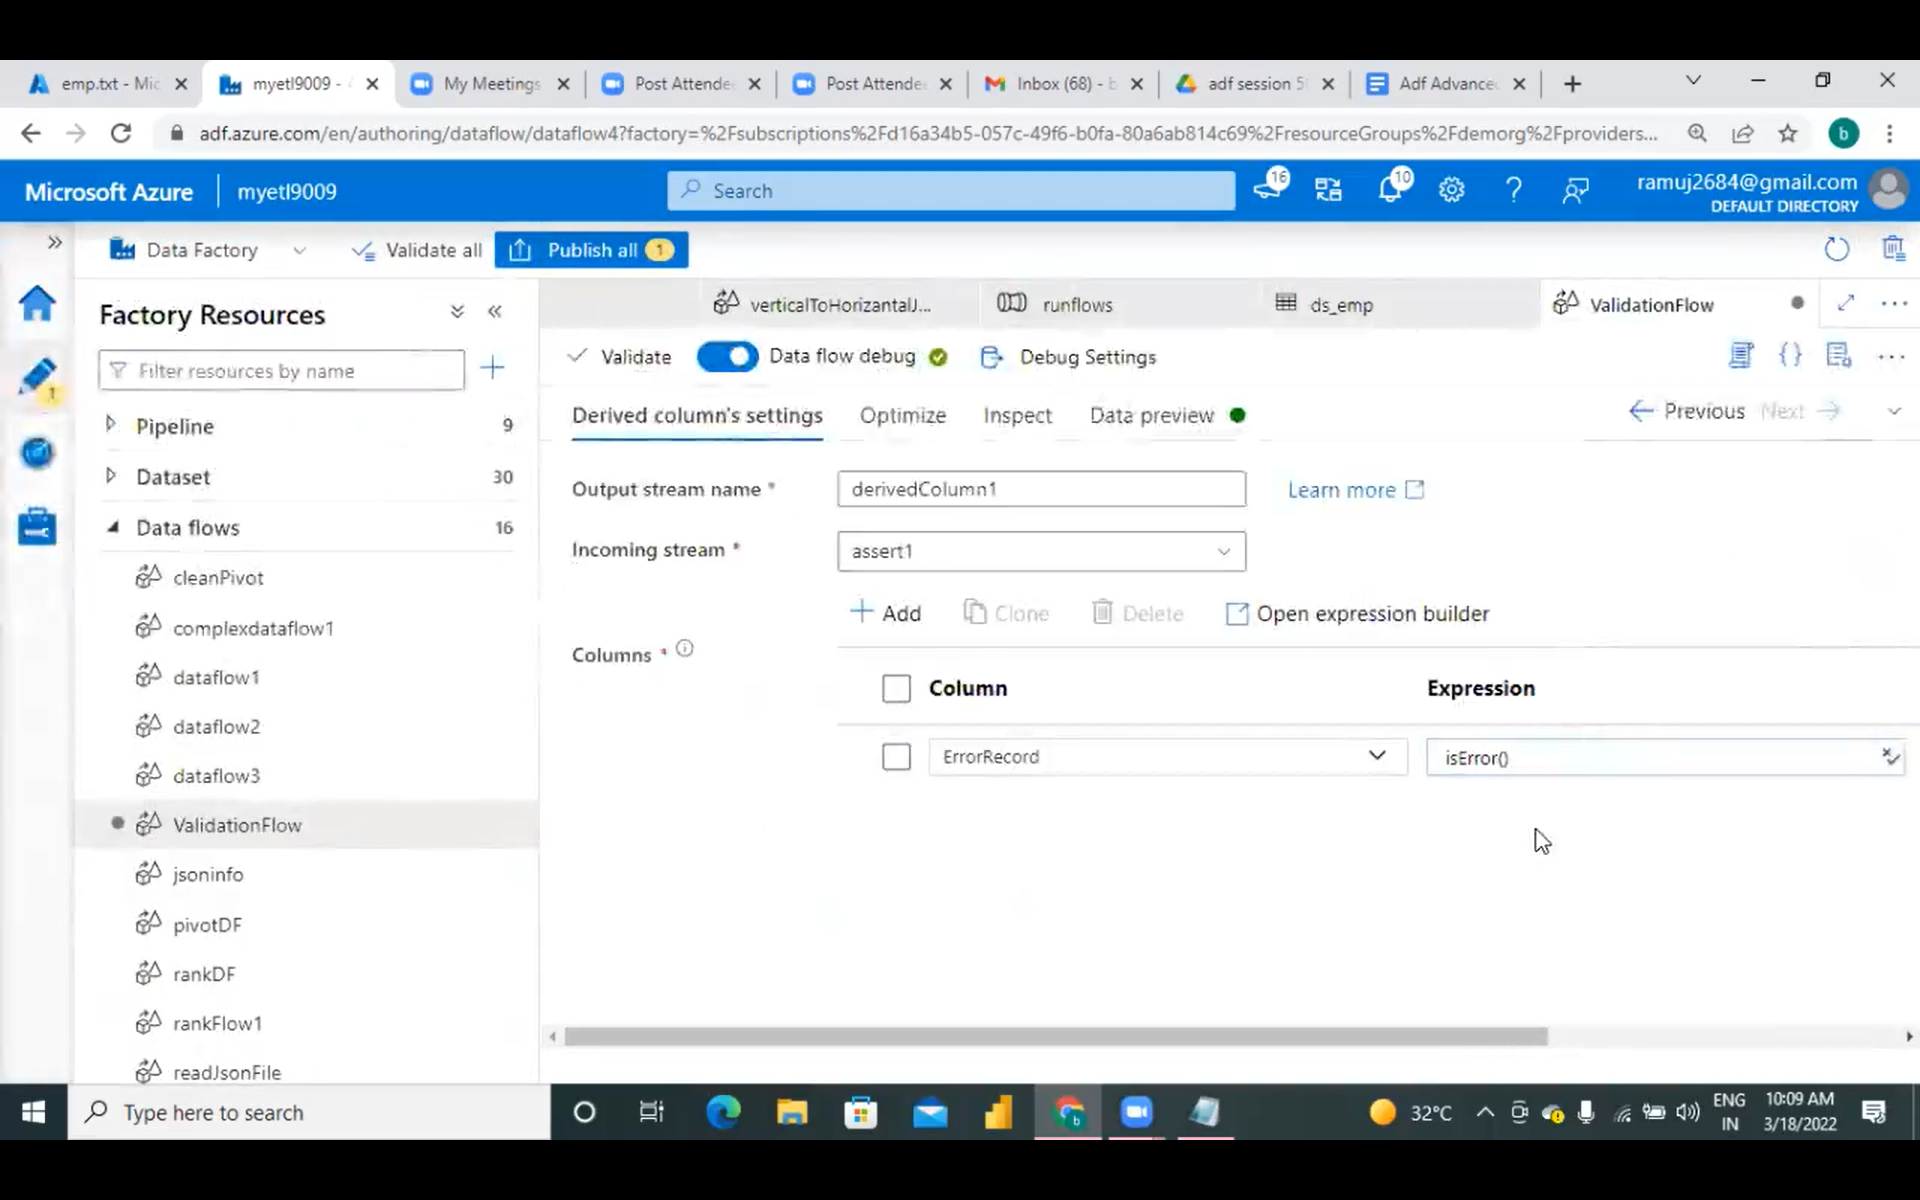 emp.txt - Mic
myetl9009 -
My Meetings
Post Attende
Post Attende
Inbox (68) - b
adf session 5
Adf Advance
adf.azure.com/en/authoring/dataflow/dataflow4?factory=%2Fsubscriptions%2Fd16a34b5-057c-49f6-b0fa-80a6ab814c69%2FresourceGroups%2Fdemorg%2Fproviders...
b
Microsoft Azure
myetl9009
Search
16
10
ramuj2684@gmail.com
DEFAULT DIRECTORY
Data Factory
Validate all
Publish all 1
Factory Resources
Filter resources by name
1
Pipeline 9
Dataset 30
Data flows 16
cleanPivot
complexdataflow1
dataflow1
dataflow2
dataflow3
ValidationFlow
jsoninfo
pivotDF
rankDF
rankFlow1
readJsonFile
verticalToHorizantalJ...
runflows
ds_emp
ValidationFlow
Validate
Data flow debug
Debug Settings
Derived column's settings
Optimize
Inspect
Data preview
Previous
Next
Output stream name *
derivedColumn1
Learn more
Incoming stream *
assert1
Add
Clone
Delete
Open expression builder
Columns *
Column
Expression
ErrorRecord
isError()
Type here to search
32°C
ENG
IN
10:09 AM
3/18/2022